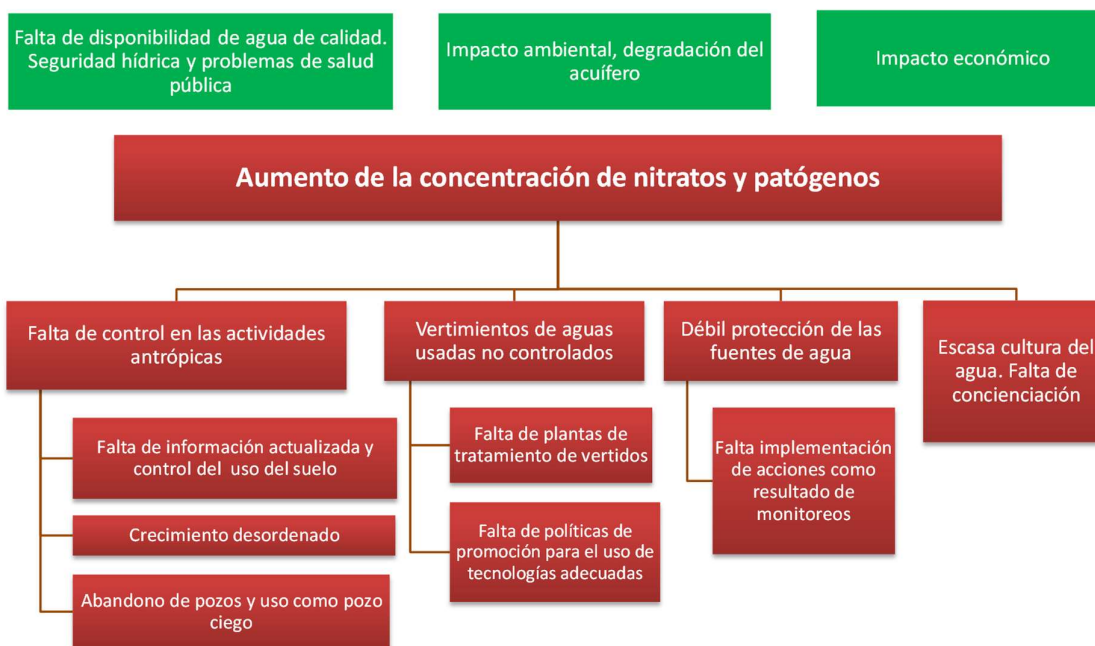 Falta de disponibilidad de agua de calidad.
Seguridad hídrica y problemas de salud
pública
Impacto ambiental, degradación del
acuífero
Impacto económico
Aumento de la concentración de nitratos y patógenos
Falta de control en las actividades
antrópicas
Falta de información actualizada y
control del uso del suelo
Crecimiento desordenado
Abandono de pozos y uso como pozo
ciego
Vertimientos de aguas
usadas no controlados
Falta de plantas de
tratamiento de vertidos
Falta de políticas de
promoción para el uso de
tecnologías adecuadas
Débil protección de las
fuentes de agua
Falta implementación
de acciones como
resultado de
monitoreos
Escasa cultura del
agua. Falta de
concienciación